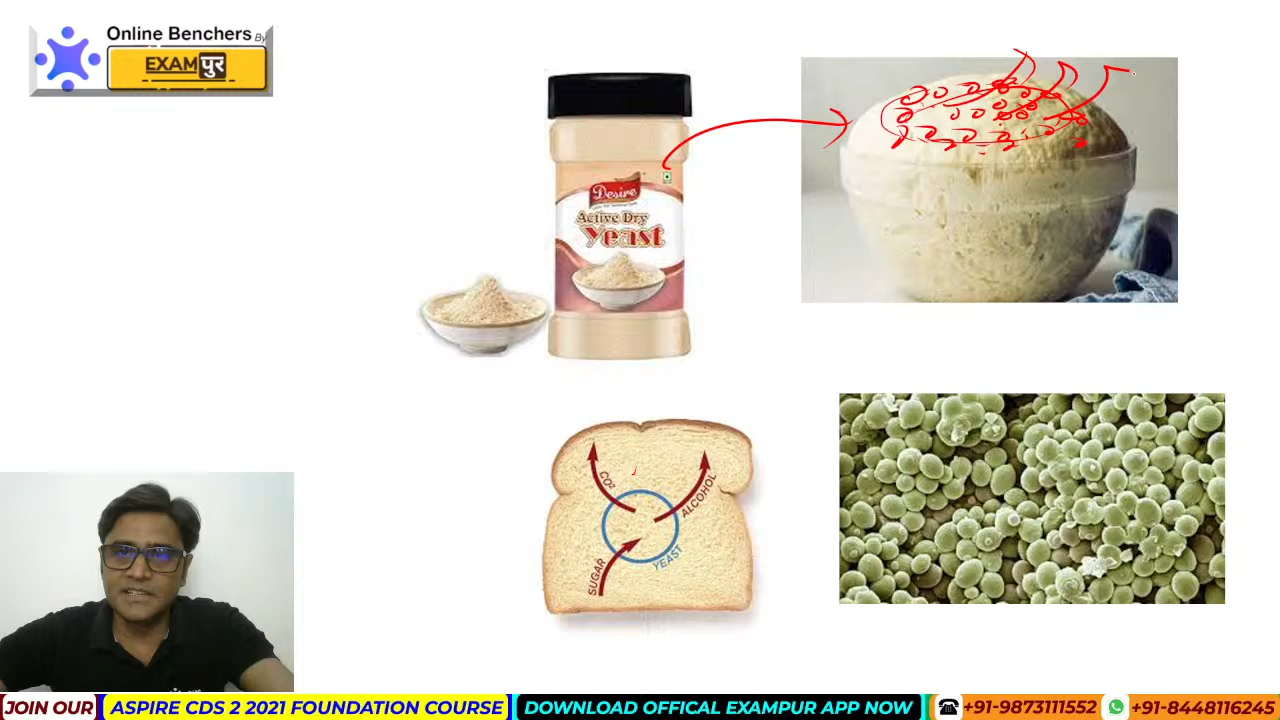 Online Benchers By
EXAMपुर
Desire
Active Dry
Yeast
CO2
ALCOHOL
SUGAR
YEAST
JOIN OUR
ASPIRE CDS 2 2021 FOUNDATION COURSE
DOWNLOAD OFFICAL EXAMPUR APP NOW
+91-9873111552
+91-8448116245